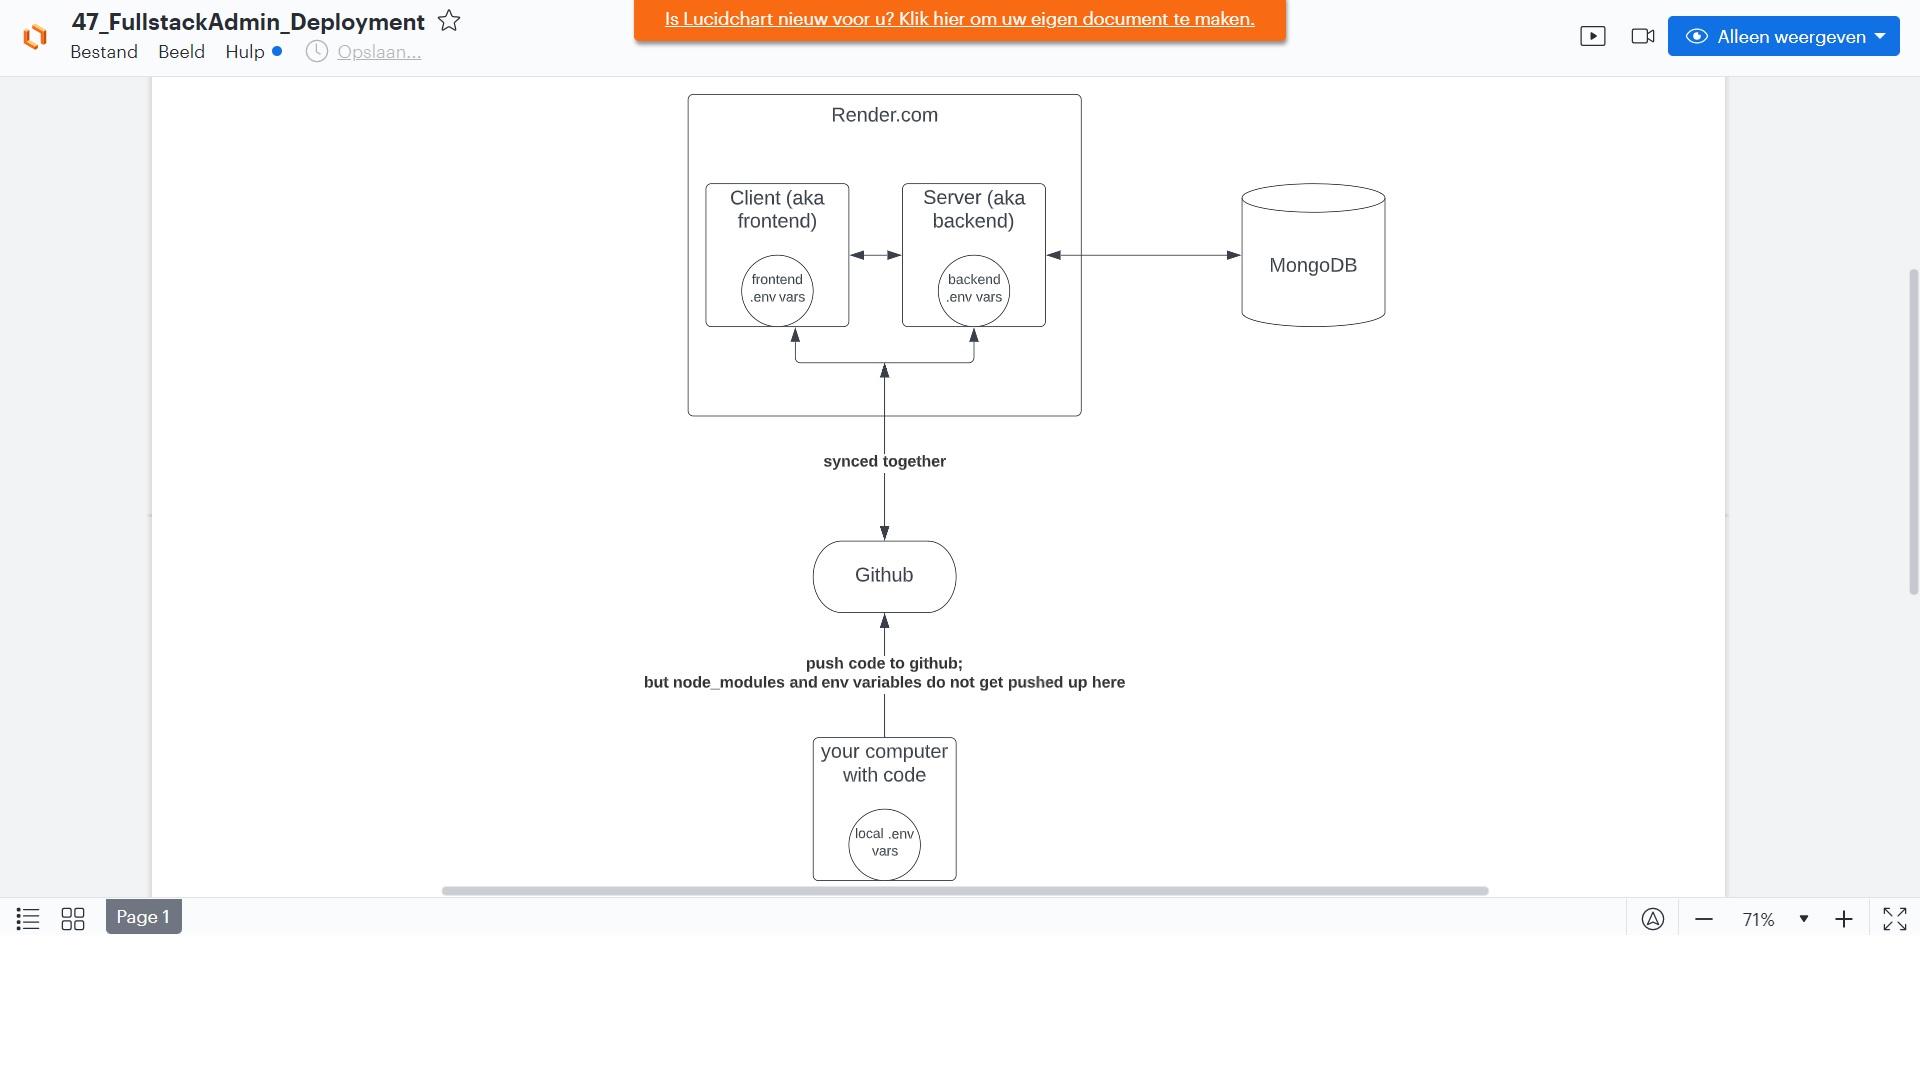 47_FullstackAdmin_Deployment
Is Lucidchart nieuw voor u? Klik hier om uw eigen document te maken.
Bestand Beeld Hulp Opslaan...
Alleen weergeven
Render.com
Client (aka
frontend)
frontend
.env vars
Server (aka
backend)
backend
.env vars
MongoDB
synced together
Github
push code to github;
but node_modules and env variables do not get pushed up here
your computer
with code
local .env
vars
Page 1
71%